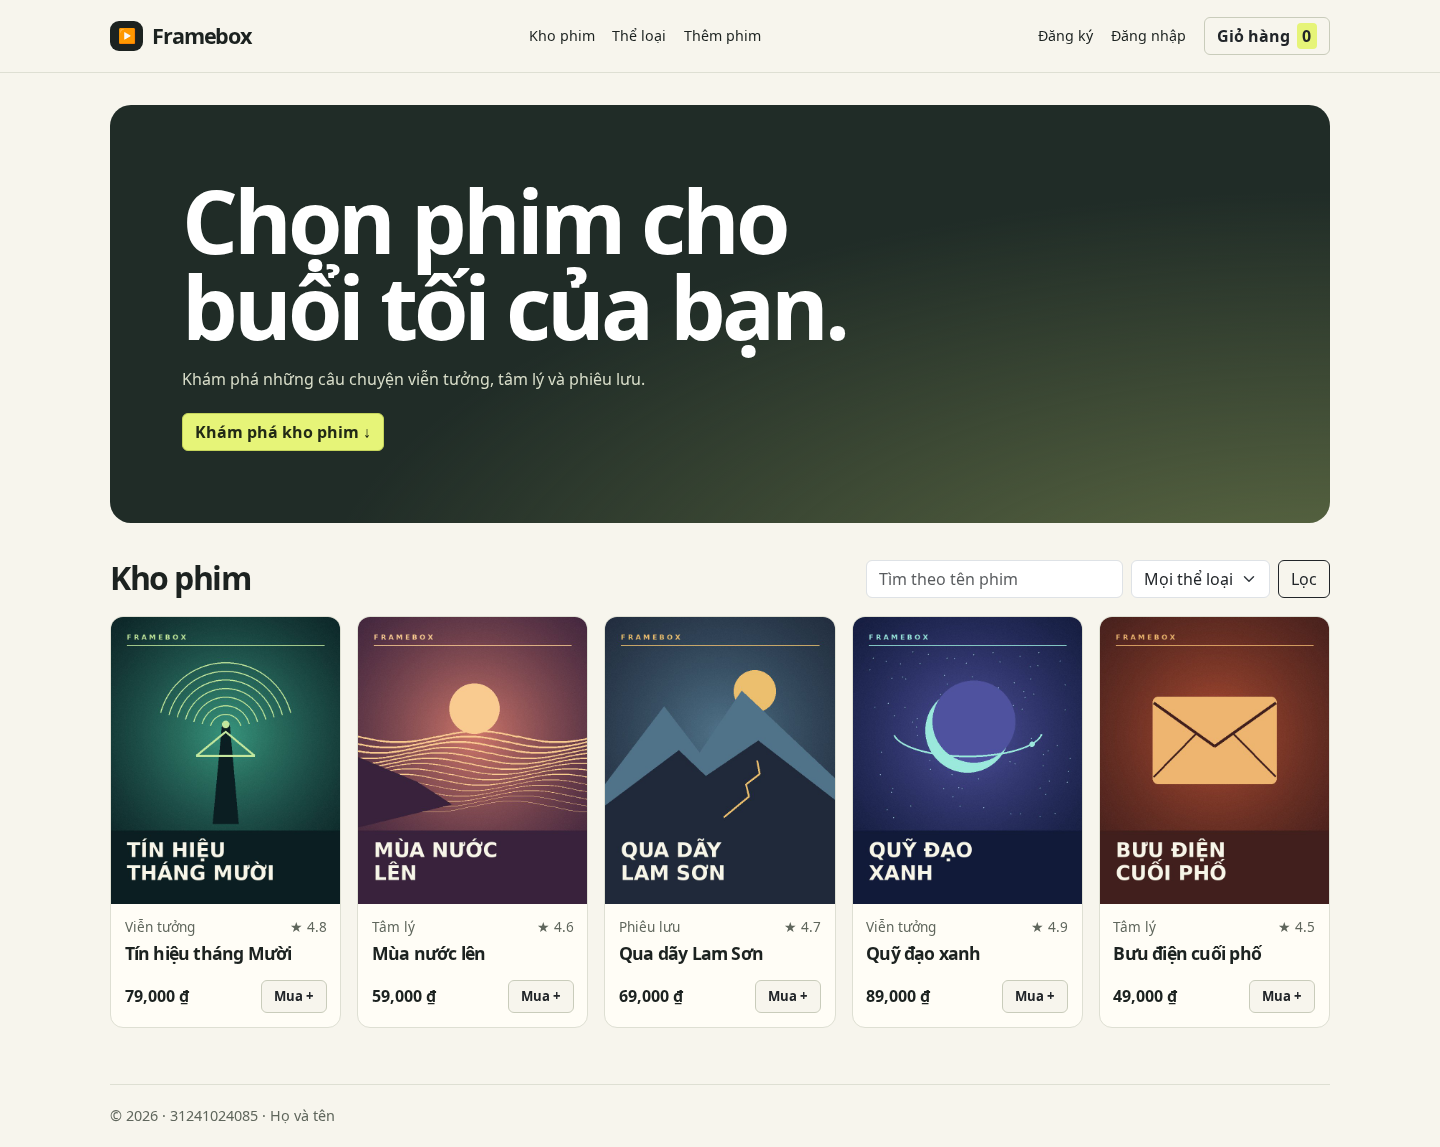 Framebox
Kho phim
Thể loại
Thêm phim
Đăng ký
Đăng nhập
Giỏ hàng 0
Chọn phim cho
buổi tối của bạn.
Khám phá những câu chuyện viễn tưởng, tâm lý và phiêu lưu.
Khám phá kho phim ↓
Kho phim
Tìm theo tên phim
Mọi thể loại
Lọc
FRAMEBOX
TÍN HIỆU
THÁNG MƯỜI
Viễn tưởng
★ 4.8
Tín hiệu tháng Mười
79,000 ₫
Mua +
FRAMEBOX
MÙA NƯỚC
LÊN
Tâm lý
★ 4.6
Mùa nước lên
59,000 ₫
Mua +
FRAMEBOX
QUA DÃY
LAM SƠN
Phiêu lưu
★ 4.7
Qua dãy Lam Sơn
69,000 ₫
Mua +
FRAMEBOX
QUỸ ĐẠO
XANH
Viễn tưởng
★ 4.9
Quỹ đạo xanh
89,000 ₫
Mua +
FRAMEBOX
BƯU ĐIỆN
CUỐI PHỐ
Tâm lý
★ 4.5
Bưu điện cuối phố
49,000 ₫
Mua +
© 2026 · 31241024085 · Họ và tên